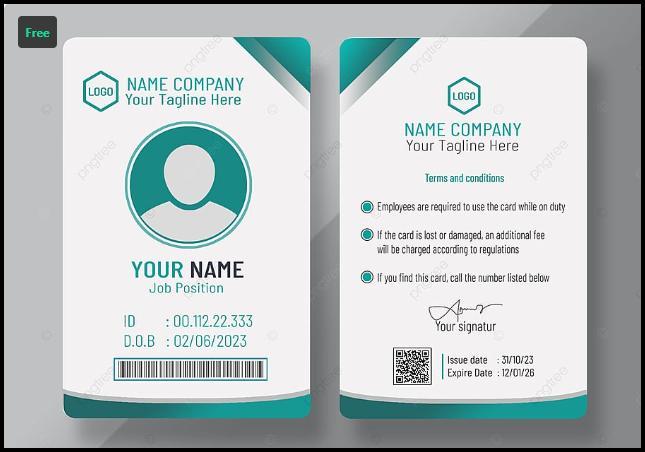 Free
LOGO
NAME COMPANY
Your Tagline Here
YOUR NAME
Job Position
ID : 00.112.22.333
D.O.B : 02/06/2023
LOGO
NAME COMPANY
Your Tagline Here
Terms and conditions
Employees are required to use the card while on duty
If the card is lost or damaged, an additional fee
will be charged according to regulations
If you find this card, call the number listed below
Your signatur
Issue date : 31/10/23
Expire Date : 12/01/26
pngtree
pngtree
pngtree
pngtree